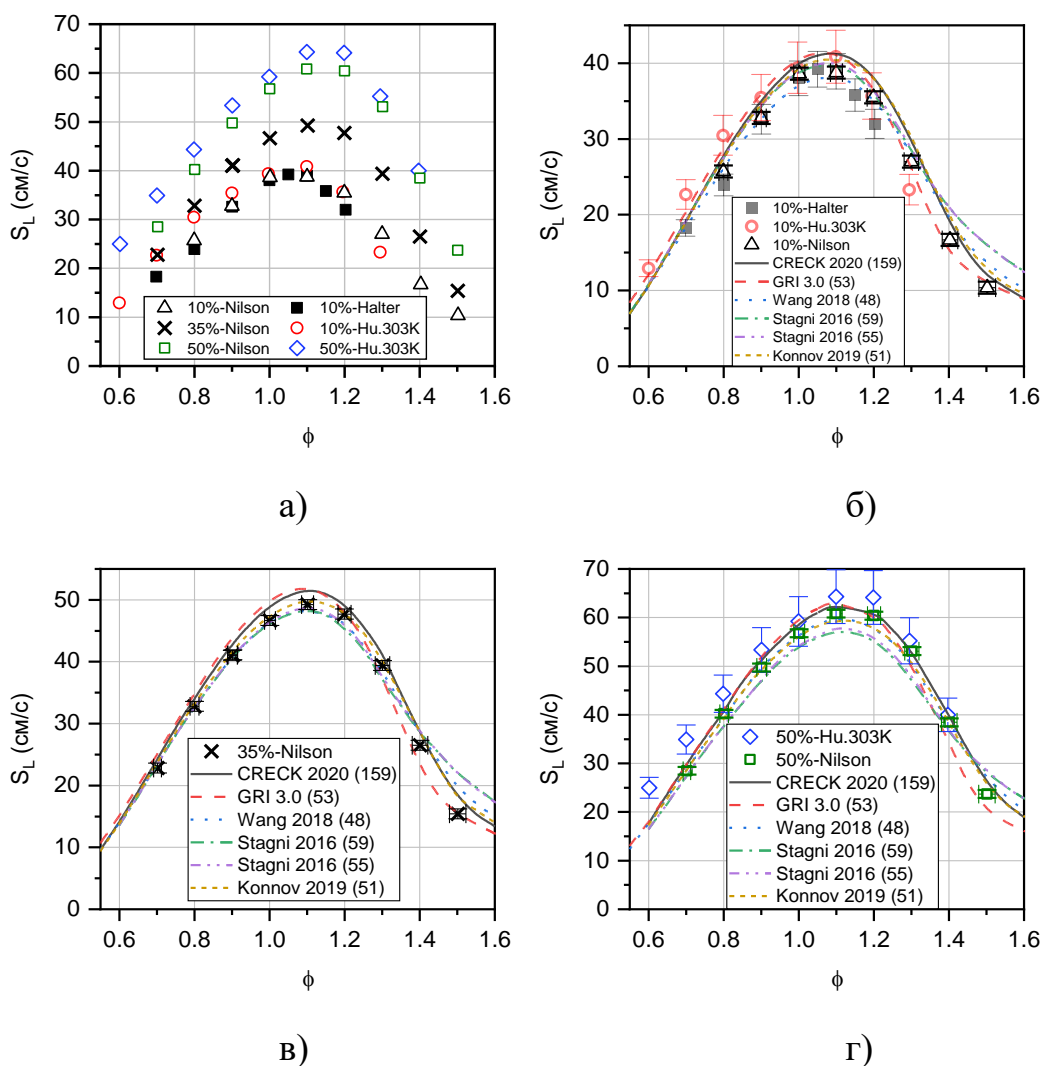 70
60
50
40
30
20
10
0
S_L (см/с)
10%-Nilson
35%-Nilson
50%-Nilson
10%-Halter
10%-Hu.303K
50%-Hu.303K
0.6 0.8 1.0 1.2 1.4 1.6
ϕ
а)
40
30
20
10
0
S_L (см/с)
10%-Halter
10%-Hu.303K
10%-Nilson
CRECK 2020 (159)
GRI 3.0 (53)
Wang 2018 (48)
Stagni 2016 (59)
Stagni 2016 (55)
Konnov 2019 (51)
0.6 0.8 1.0 1.2 1.4 1.6
ϕ
б)
50
40
30
20
10
0
S_L (см/с)
35%-Nilson
CRECK 2020 (159)
GRI 3.0 (53)
Wang 2018 (48)
Stagni 2016 (59)
Stagni 2016 (55)
Konnov 2019 (51)
0.6 0.8 1.0 1.2 1.4 1.6
ϕ
в)
70
60
50
40
30
20
10
0
S_L (см/с)
50%-Hu.303K
50%-Nilson
CRECK 2020 (159)
GRI 3.0 (53)
Wang 2018 (48)
Stagni 2016 (59)
Stagni 2016 (55)
Konnov 2019 (51)
0.6 0.8 1.0 1.2 1.4 1.6
ϕ
г)